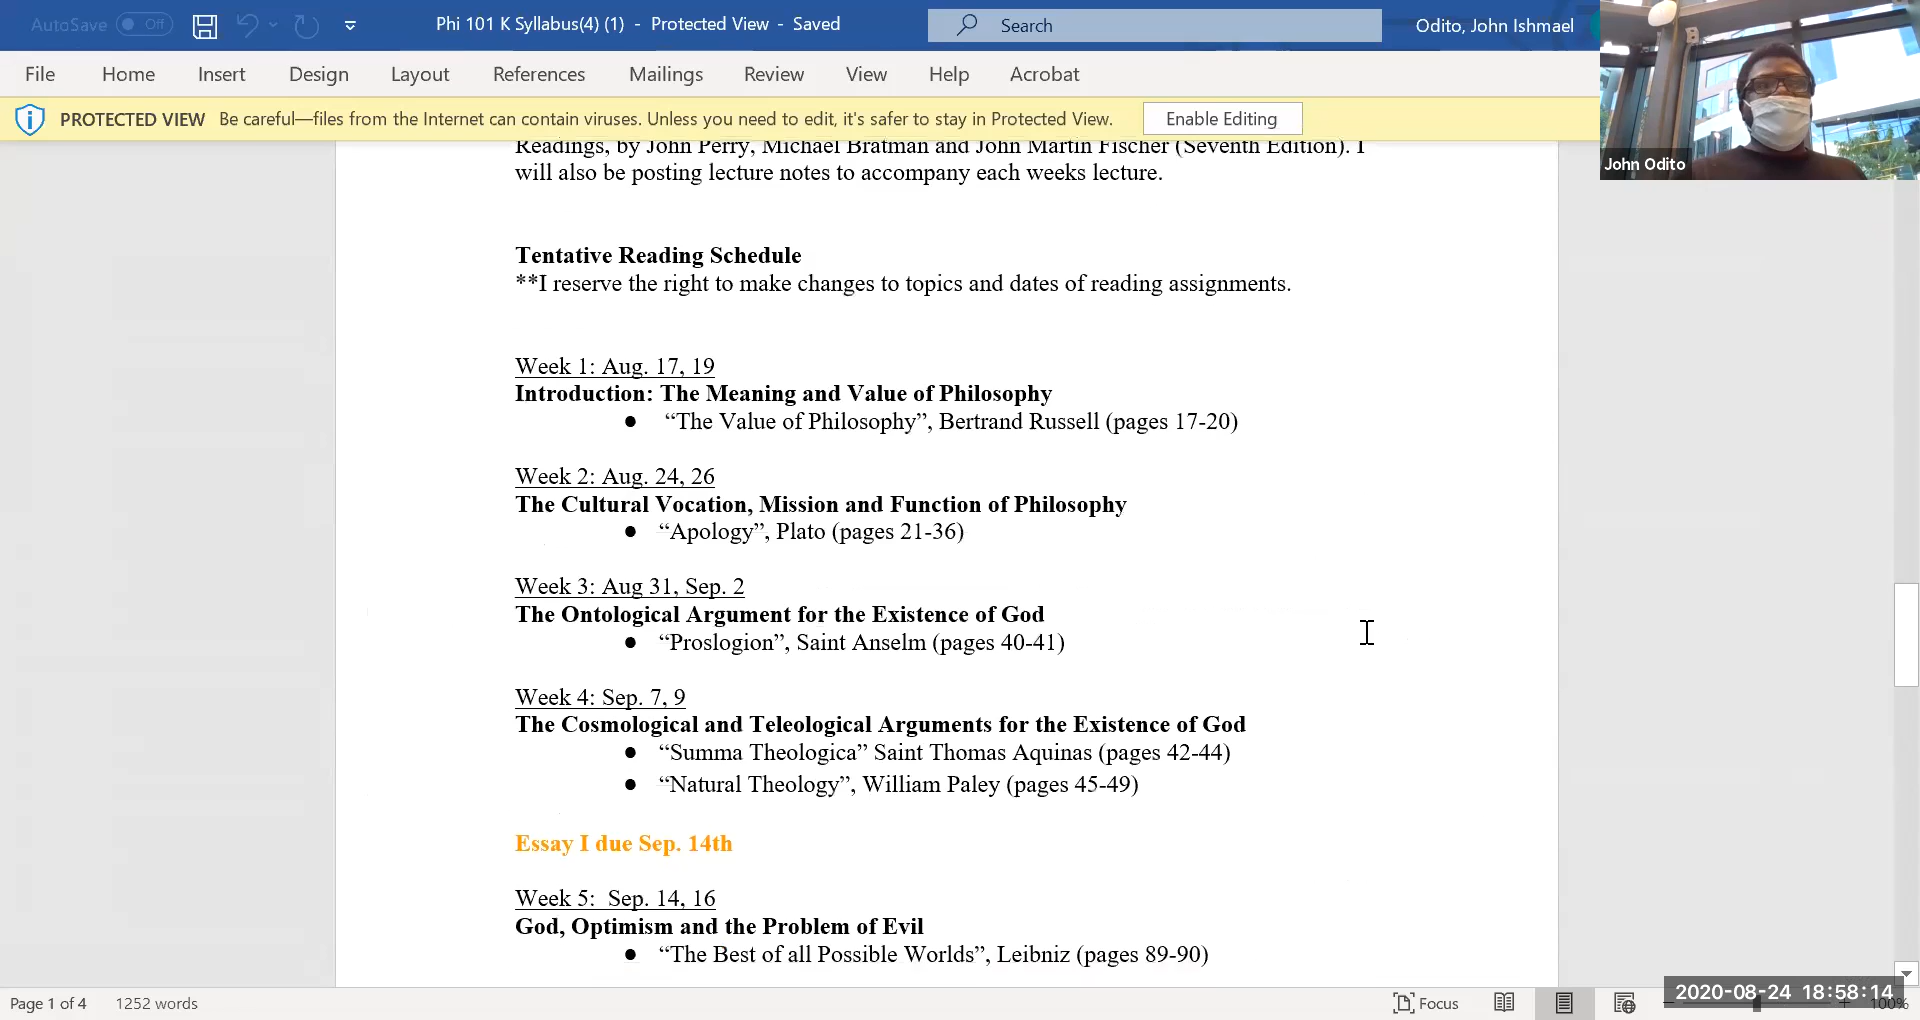 AutoSave Off Phi 101 K Syllabus(4) (1) - Protected View - Saved Search Odito, John Ishmael
File Home Insert Design Layout References Mailings Review View Help Acrobat
PROTECTED VIEW Be careful—files from the Internet can contain viruses. Unless you need to edit, it's safer to stay in Protected View. Enable Editing
John Odito
Readings, by John Perry, Michael Bratman and John Martin Fischer (Seventh Edition). I
will also be posting lecture notes to accompany each weeks lecture.
Tentative Reading Schedule
**I reserve the right to make changes to topics and dates of reading assignments.
Week 1: Aug. 17, 19
Introduction: The Meaning and Value of Philosophy
● “The Value of Philosophy”, Bertrand Russell (pages 17-20)
Week 2: Aug. 24, 26
The Cultural Vocation, Mission and Function of Philosophy
● “Apology”, Plato (pages 21-36)
Week 3: Aug 31, Sep. 2
The Ontological Argument for the Existence of God
● “Proslogion”, Saint Anselm (pages 40-41)
Week 4: Sep. 7, 9
The Cosmological and Teleological Arguments for the Existence of God
● “Summa Theologica” Saint Thomas Aquinas (pages 42-44)
● “Natural Theology”, William Paley (pages 45-49)
Essay I due Sep. 14th
Week 5: Sep. 14, 16
God, Optimism and the Problem of Evil
● “The Best of all Possible Worlds”, Leibniz (pages 89-90)
Page 1 of 4 1252 words Focus 100%
2020-08-24 18:58:14